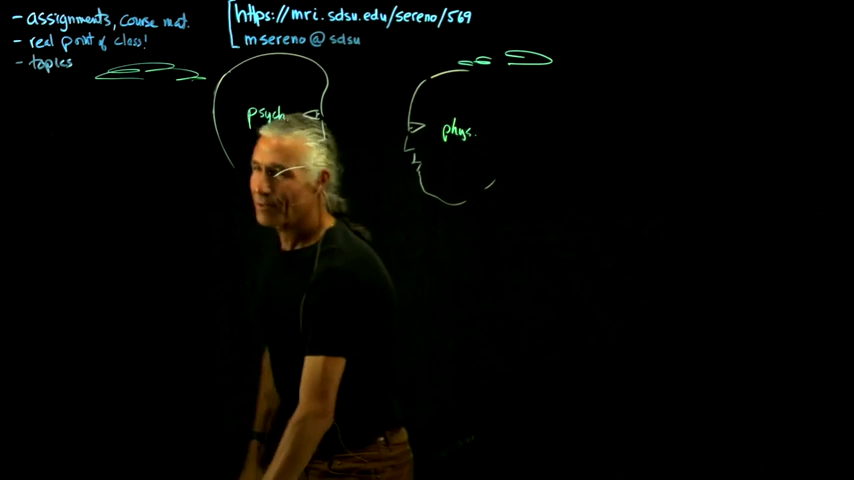 - assignments, course mat.
- real point of class!
- topics
https://mri.sdsu.edu/sereno/569
msereno@sdsu
psych.
phys.